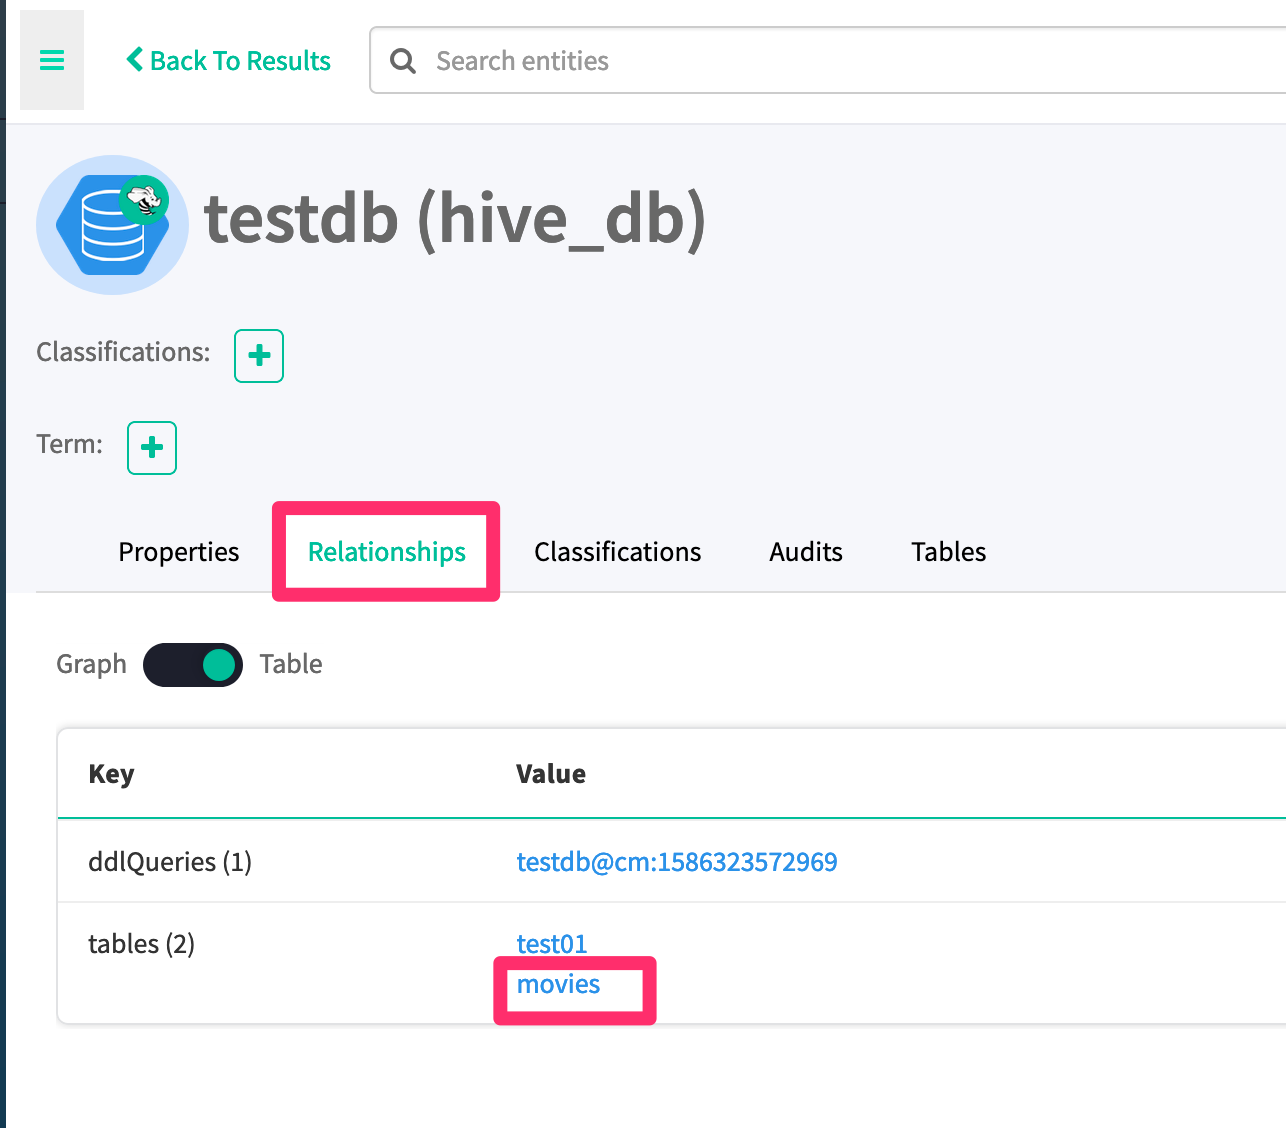 Back To Results
Search entities
testdb (hive_db)
Classifications:
Term:
Properties Relationships Classifications Audits Tables
Graph Table
Key Value
ddlQueries (1) testdb@cm:1586323572969
tables (2) test01
movies